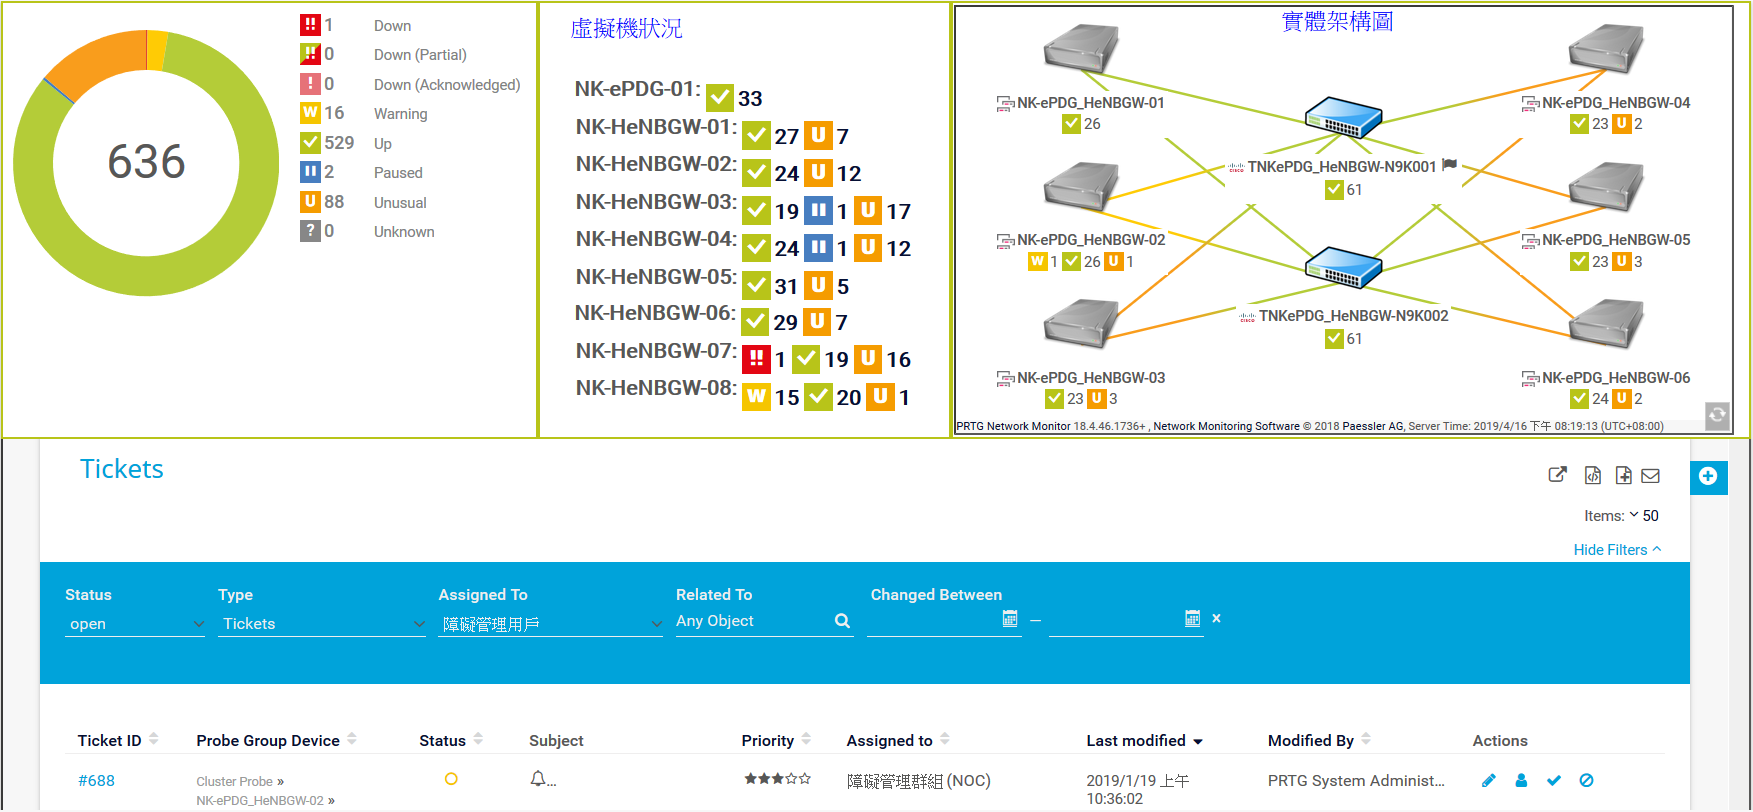 636
!! 1 Down
!! 0 Down (Partial)
! 0 Down (Acknowledged)
W 16 Warning
529 Up
2 Paused
U 88 Unusual
? 0 Unknown
虛擬機狀況
NK-ePDG-01: 33
NK-HeNBGW-01: 27 U 7
NK-HeNBGW-02: 24 U 12
NK-HeNBGW-03: 19 1 U 17
NK-HeNBGW-04: 24 1 U 12
NK-HeNBGW-05: 31 U 5
NK-HeNBGW-06: 29 U 7
NK-HeNBGW-07: !! 1 19 U 16
NK-HeNBGW-08: W 15 20 U 1
實體架構圖
NK-ePDG_HeNBGW-01
26
NK-ePDG_HeNBGW-04
23 U 2
CISCO TNKePDG_HeNBGW-N9K001
61
NK-ePDG_HeNBGW-02
W 1 26 U 1
NK-ePDG_HeNBGW-05
23 U 3
CISCO TNKePDG_HeNBGW-N9K002
61
NK-ePDG_HeNBGW-03
23 U 3
NK-ePDG_HeNBGW-06
24 U 2
PRTG Network Monitor 18.4.46.1736+ , Network Monitoring Software © 2018 Paessler AG, Server Time: 2019/4/16 下午 08:19:13 (UTC+08:00)
Tickets
Items: 50
Hide Filters
Status Type Assigned To Related To Changed Between
open Tickets 障礙管理用戶 Any Object – x
Ticket ID Probe Group Device Status Subject Priority Assigned to Last modified Modified By Actions
#688 Cluster Probe » ... 障礙管理群組 (NOC) 2019/1/19 上午 PRTG System Administ...
NK-ePDG_HeNBGW-02 » 10:36:02